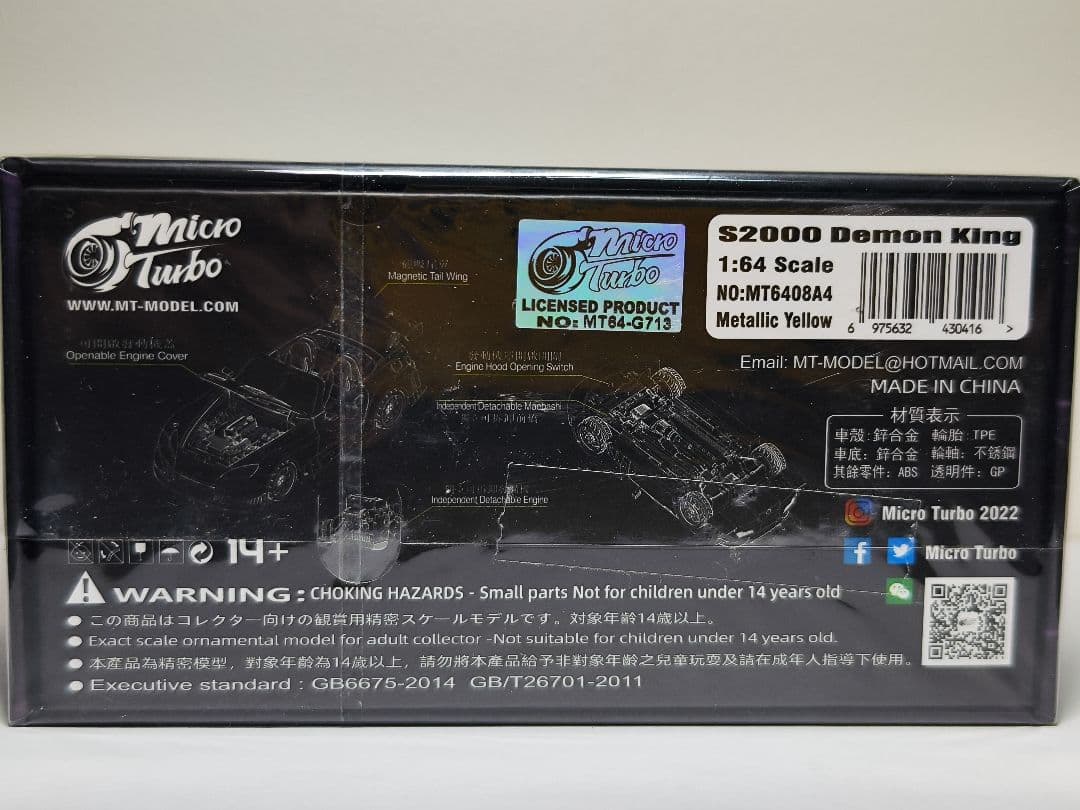 Micro
Turbo
WWW.MT-MODEL.COM
Magnetic Tail Wing
Openable Engine Cover
Engine Hood Opening Switch
Independent Detachable
Independent Detachable Engine
Micro
Turbo
LICENSED PRODUCT
NO: MT64-G713
S2000 Demon King
1:64 Scale
NO:MT6408A4
Metallic Yellow
6 975632 430416 >
Email: MT-MODEL@HOTMAIL.COM
MADE IN CHINA
材質表示
車殼:鋅合金 輪胎:TPE
車底:鋅合金 輪軸:不銹鋼
其餘零件:ABS 透明件:GP
Micro Turbo 2022
Micro Turbo
14+
WARNING: CHOKING HAZARDS - Small parts Not for children under 14 years old
● この商品はコレクター向けの観賞用精密スケールモデルです。対象年齢14歳以上。
● Exact scale ornamental model for adult collector -Not suitable for children under 14 years old.
● 本產品為精密模型，對象年齡為14歲以上，請勿將本產品給予非對象年齡之兒童玩耍及請在成年人指導下使用。
● Executive standard : GB6675-2014 GB/T26701-2011